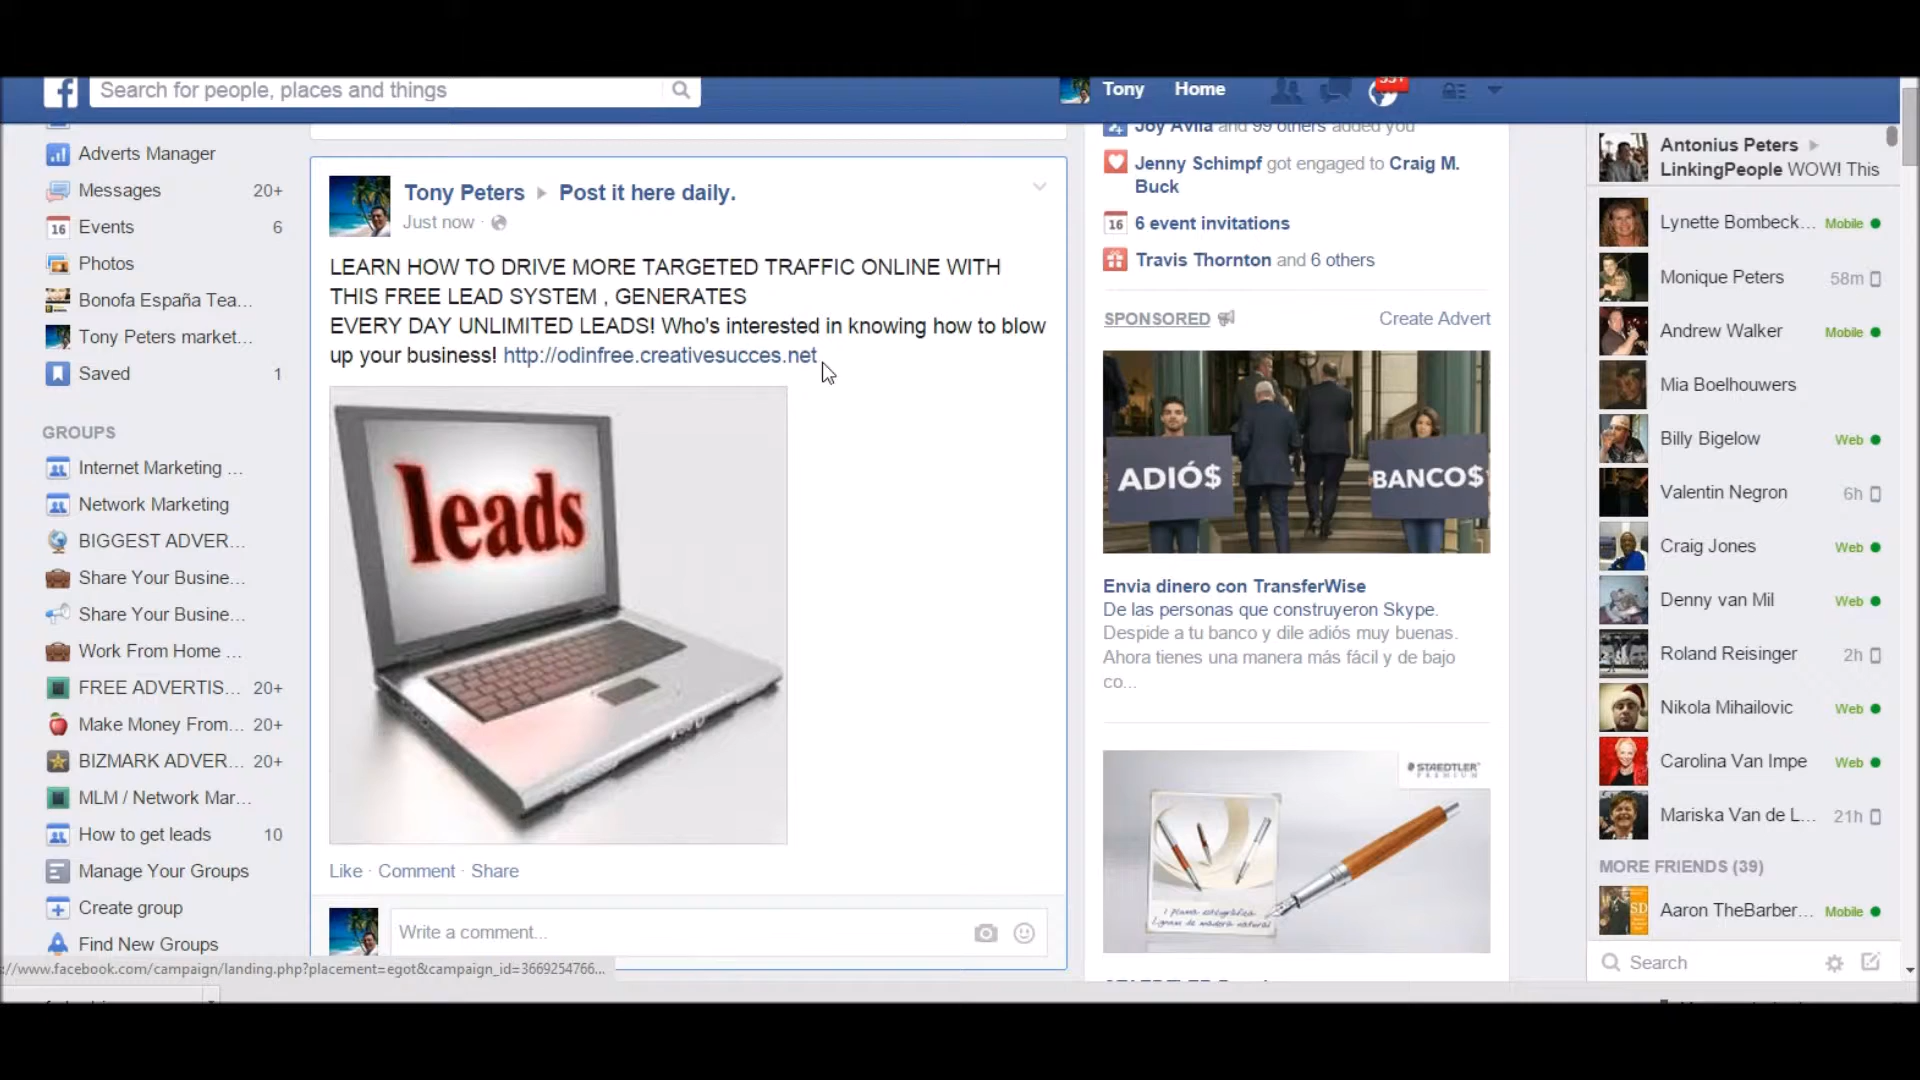 Search for people, places and things
Tony
Home
Adverts Manager
Messages 20+
Events 6
Photos
Bonofa España Tea...
Tony Peters market...
Saved 1
GROUPS
Internet Marketing ...
Network Marketing
BIGGEST ADVER...
Share Your Busine...
Share Your Busine...
Work From Home ...
FREE ADVERTIS... 20+
Make Money From... 20+
BIZMARK ADVER... 20+
MLM / Network Mar...
How to get leads 10
Manage Your Groups
Create group
Find New Groups
://www.facebook.com/campaign/landing.php?placement=egot&campaign_id=3669254766...
Tony Peters Post it here daily.
Just now ·
LEARN HOW TO DRIVE MORE TARGETED TRAFFIC ONLINE WITH
THIS FREE LEAD SYSTEM , GENERATES
EVERY DAY UNLIMITED LEADS! Who's interested in knowing how to blow
up your business! http://odinfree.creativesucces.net
leads
Like · Comment · Share
Write a comment...
Joy Avila and 99 others added you
Jenny Schimpf got engaged to Craig M.
Buck
16 6 event invitations
Travis Thornton and 6 others
SPONSORED Create Advert
ADIÓ$ BANCO$
Envia dinero con TransferWise
De las personas que construyeron Skype.
Despide a tu banco y dile adiós muy buenas.
Ahora tienes una manera más fácil y de bajo
co...
STAEDTLER
PREMIUM
Antonius Peters
LinkingPeople WOW! This
Lynette Bombeck... Mobile
Monique Peters 58m
Andrew Walker Mobile
Mia Boelhouwers
Billy Bigelow Web
Valentin Negron 6h
Craig Jones Web
Denny van Mil Web
Roland Reisinger 2h
Nikola Mihailovic Web
Carolina Van Impe Web
Mariska Van de L... 21h
MORE FRIENDS (39)
Aaron TheBarber... Mobile
Search